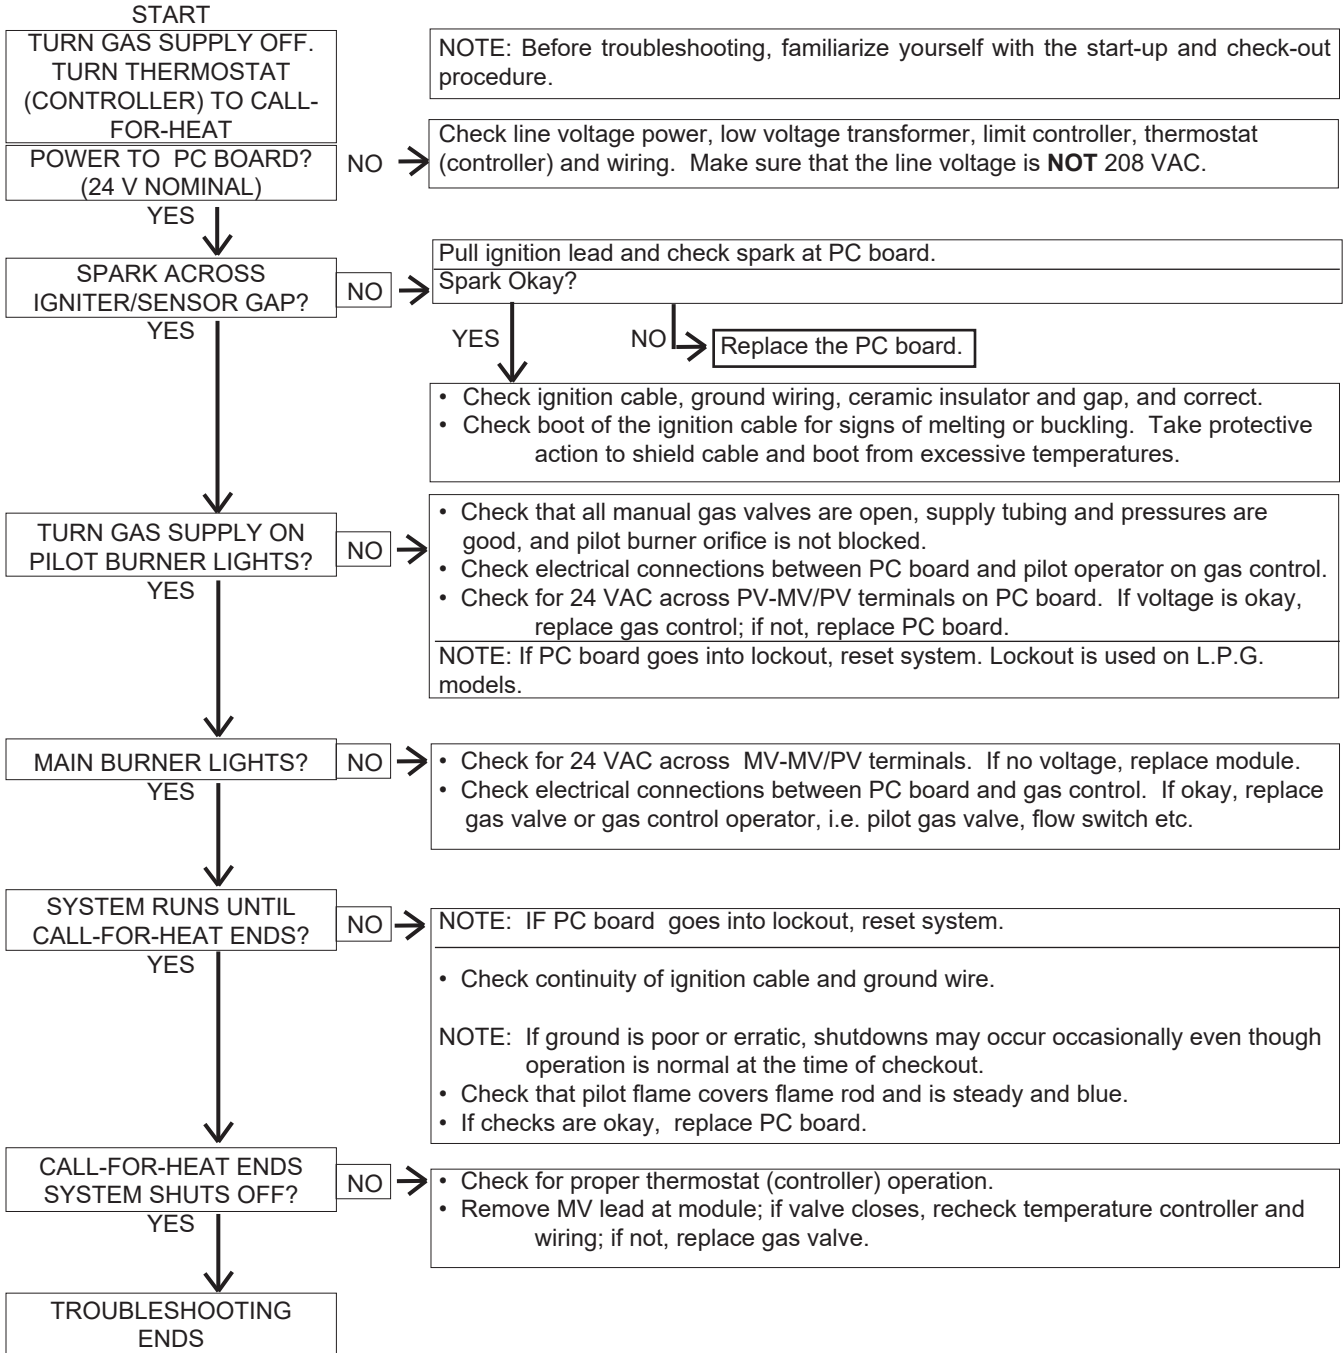 START
TURN GAS SUPPLY OFF.
TURN THERMOSTAT
(CONTROLLER) TO CALL-
FOR-HEAT
NOTE: Before troubleshooting, familiarize yourself with the start-up and check-out
procedure.
POWER TO PC BOARD?
(24 V NOMINAL)
NO
Check line voltage power, low voltage transformer, limit controller, thermostat
(controller) and wiring. Make sure that the line voltage is NOT 208 VAC.
YES
SPARK ACROSS
IGNITER/SENSOR GAP?
NO
Pull ignition lead and check spark at PC board.
Spark Okay?
YES
YES
NO
Replace the PC board.
• Check ignition cable, ground wiring, ceramic insulator and gap, and correct.
• Check boot of the ignition cable for signs of melting or buckling. Take protective
action to shield cable and boot from excessive temperatures.
TURN GAS SUPPLY ON
PILOT BURNER LIGHTS?
NO
• Check that all manual gas valves are open, supply tubing and pressures are
good, and pilot burner orifice is not blocked.
• Check electrical connections between PC board and pilot operator on gas control.
• Check for 24 VAC across PV-MV/PV terminals on PC board. If voltage is okay,
replace gas control; if not, replace PC board.
NOTE: If PC board goes into lockout, reset system. Lockout is used on L.P.G.
models.
YES
MAIN BURNER LIGHTS?
NO
• Check for 24 VAC across MV-MV/PV terminals. If no voltage, replace module.
• Check electrical connections between PC board and gas control. If okay, replace
gas valve or gas control operator, i.e. pilot gas valve, flow switch etc.
YES
SYSTEM RUNS UNTIL
CALL-FOR-HEAT ENDS?
NO
NOTE: IF PC board goes into lockout, reset system.
• Check continuity of ignition cable and ground wire.
NOTE: If ground is poor or erratic, shutdowns may occur occasionally even though
operation is normal at the time of checkout.
• Check that pilot flame covers flame rod and is steady and blue.
• If checks are okay, replace PC board.
YES
CALL-FOR-HEAT ENDS
SYSTEM SHUTS OFF?
NO
• Check for proper thermostat (controller) operation.
• Remove MV lead at module; if valve closes, recheck temperature controller and
wiring; if not, replace gas valve.
YES
TROUBLESHOOTING
ENDS